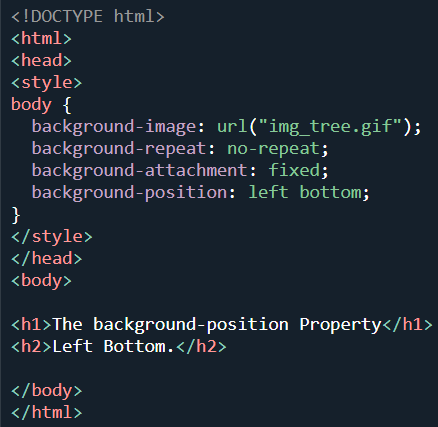 <!DOCTYPE html>
<html>
<head>
<style>
body {
  background-image: url("img_tree.gif");
  background-repeat: no-repeat;
  background-attachment: fixed;
  background-position: left bottom;
}
</style>
</head>
<body>

<h1>The background-position Property</h1>
<h2>Left Bottom.</h2>

</body>
</html>